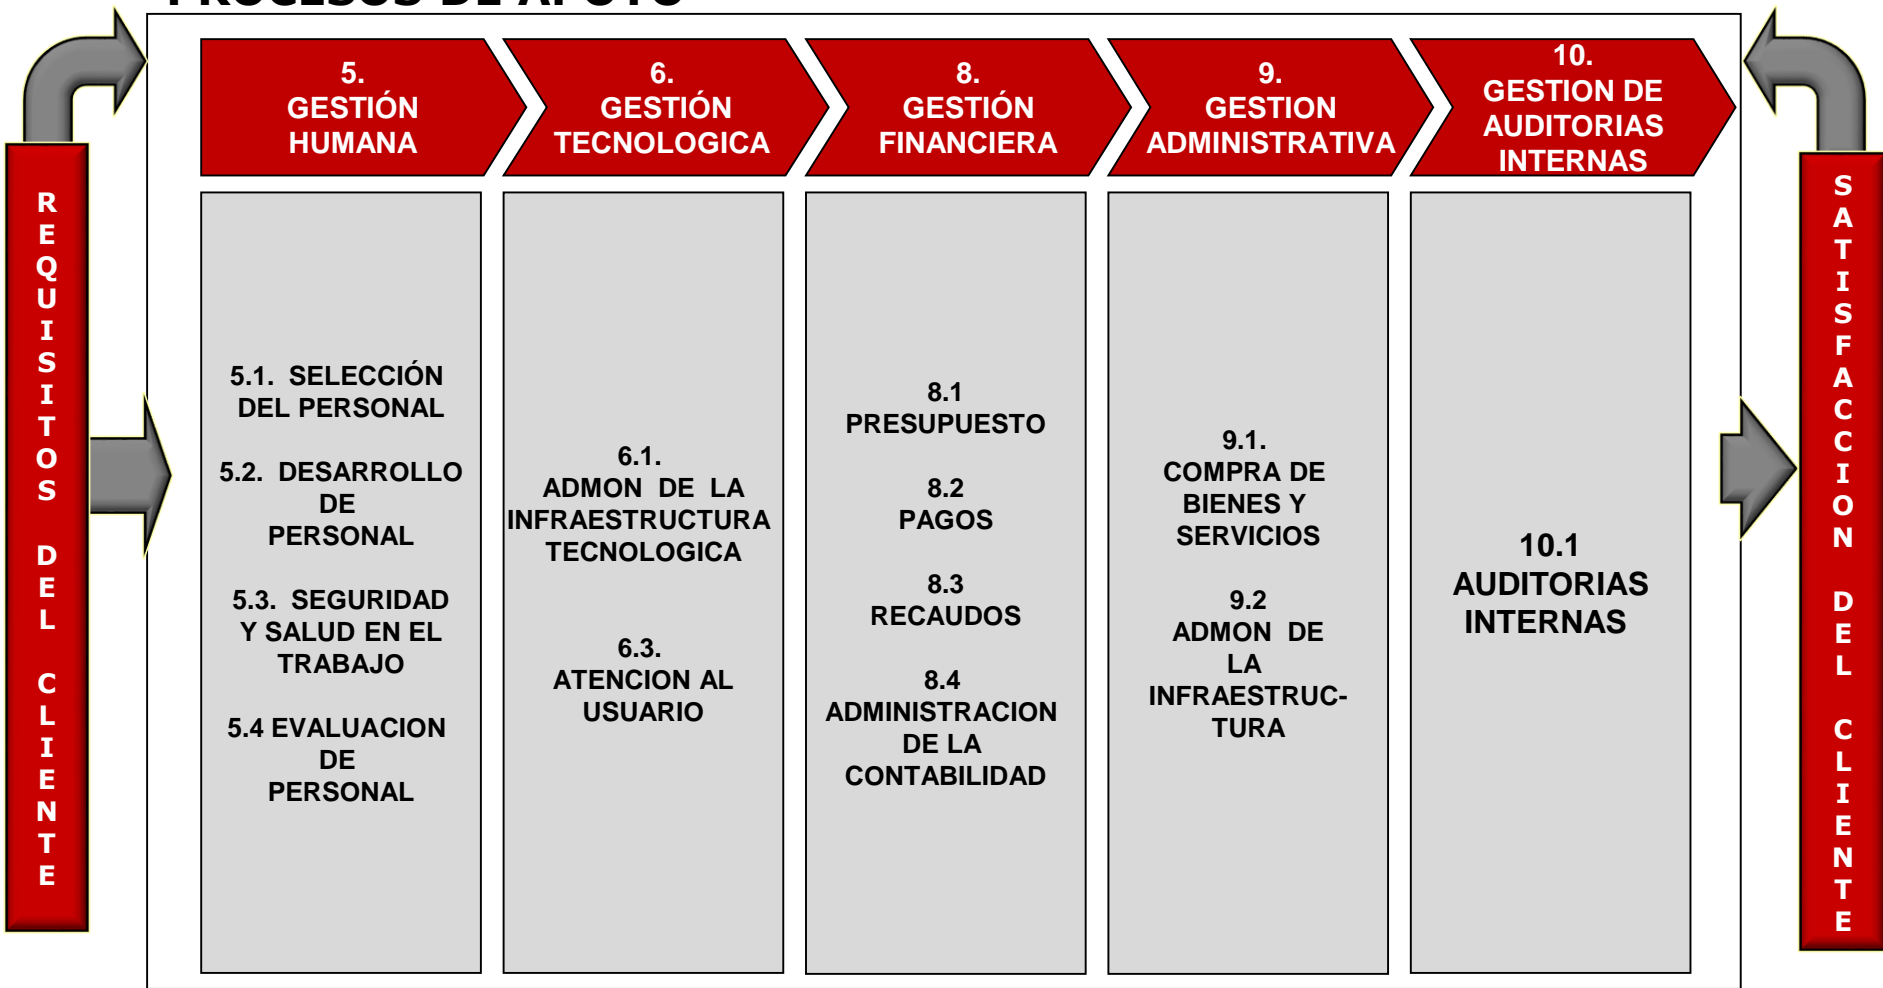 PROCESOS DE APOYO
REQUISITOS DEL CLIENTE
5.
GESTIÓN
HUMANA
5.1. SELECCIÓN
DEL PERSONAL
5.2. DESARROLLO
DE
PERSONAL
5.3. SEGURIDAD
Y SALUD EN EL
TRABAJO
5.4 EVALUACION
DE
PERSONAL
6.
GESTIÓN
TECNOLOGICA
6.1.
ADMON DE LA
INFRAESTRUCTURA
TECNOLOGICA
6.3.
ATENCION AL
USUARIO
8.
GESTIÓN
FINANCIERA
8.1
PRESUPUESTO
8.2
PAGOS
8.3
RECAUDOS
8.4
ADMINISTRACION
DE LA
CONTABILIDAD
9.
GESTION
ADMINISTRATIVA
9.1.
COMPRA DE
BIENES Y
SERVICIOS
9.2
ADMON DE
LA
INFRAESTRUC-
TURA
10.
GESTION DE
AUDITORIAS
INTERNAS
10.1
AUDITORIAS
INTERNAS
SATISFACCION DEL CLIENTE